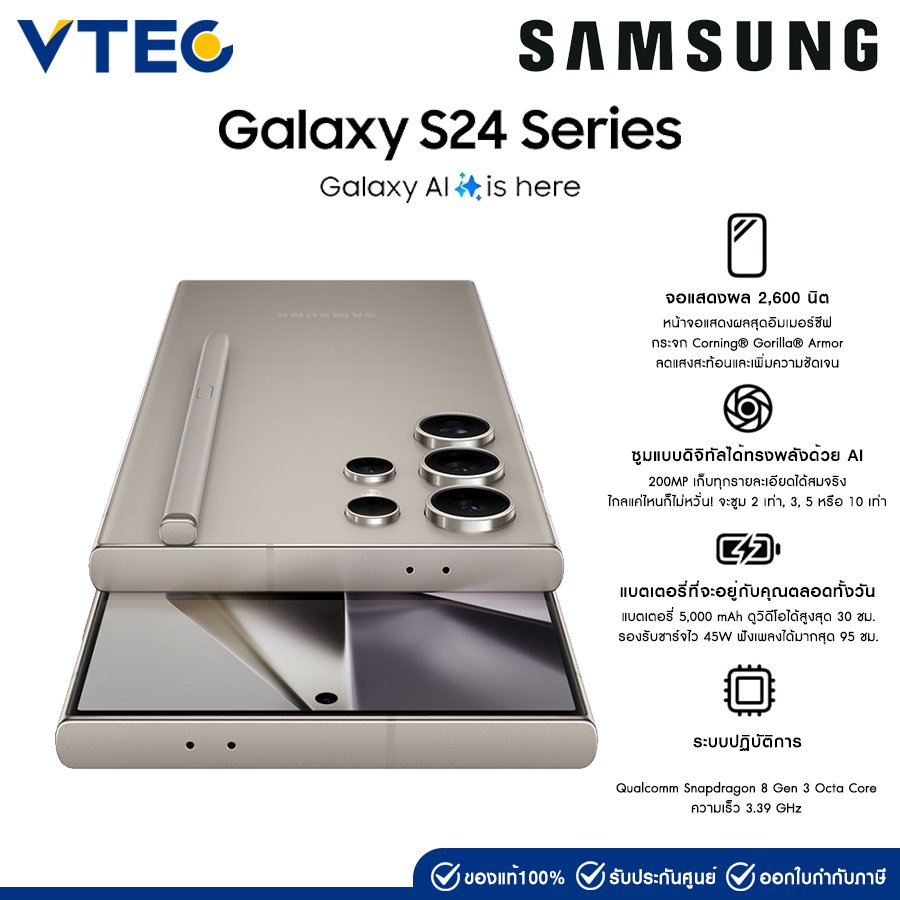 VTEC
SAMSUNG
Galaxy S24 Series
Galaxy AI is here
จอแสดงผล 2,600 นิต
หน้าจอแสดงผลสุดอิมเมอร์ซีฟ
กระจก Corning® Gorilla® Armor
ลดแสงสะท้อนและเพิ่มความชัดเจน
ซูมแบบดิจิทัลได้ทรงพลังด้วย AI
200MP เก็บทุกรายละเอียดได้สมจริง
ไกลแค่ไหนก็ไม่หวั่น! จะซูม 2 เท่า, 3, 5 หรือ 10 เท่า
แบตเตอรี่ที่จะอยู่กับคุณตลอดทั้งวัน
แบตเตอรี่ 5,000 mAh ดูวิดีโอได้สูงสุด 30 ชม.
รองรับชาร์จไว 45W ฟังเพลงได้มากสุด 95 ชม.
ระบบปฏิบัติการ
Qualcomm Snapdragon 8 Gen 3 Octa Core
ความเร็ว 3.39 GHz
SAMSUNG
ของแท้100% รับประกันศูนย์ ออกใบกำกับภาษี